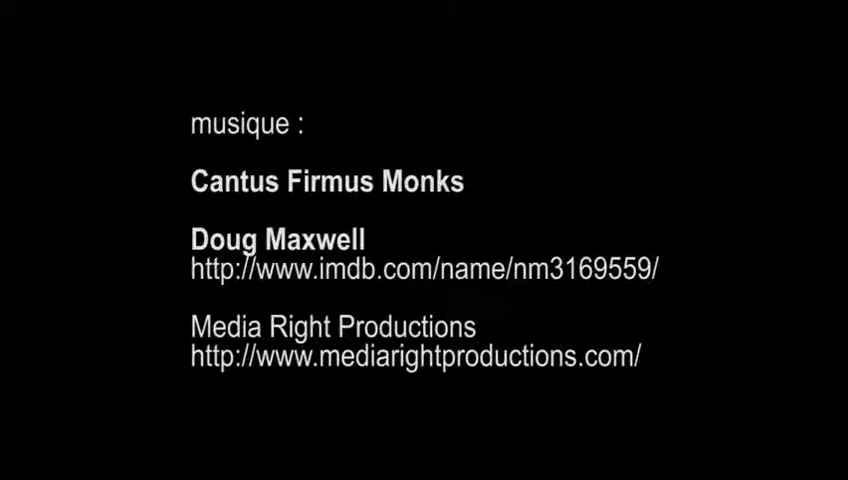 musique :
Cantus Firmus Monks
Doug Maxwell
http://www.imdb.com/name/nm3169559/
Media Right Productions
http://www.mediarightproductions.com/